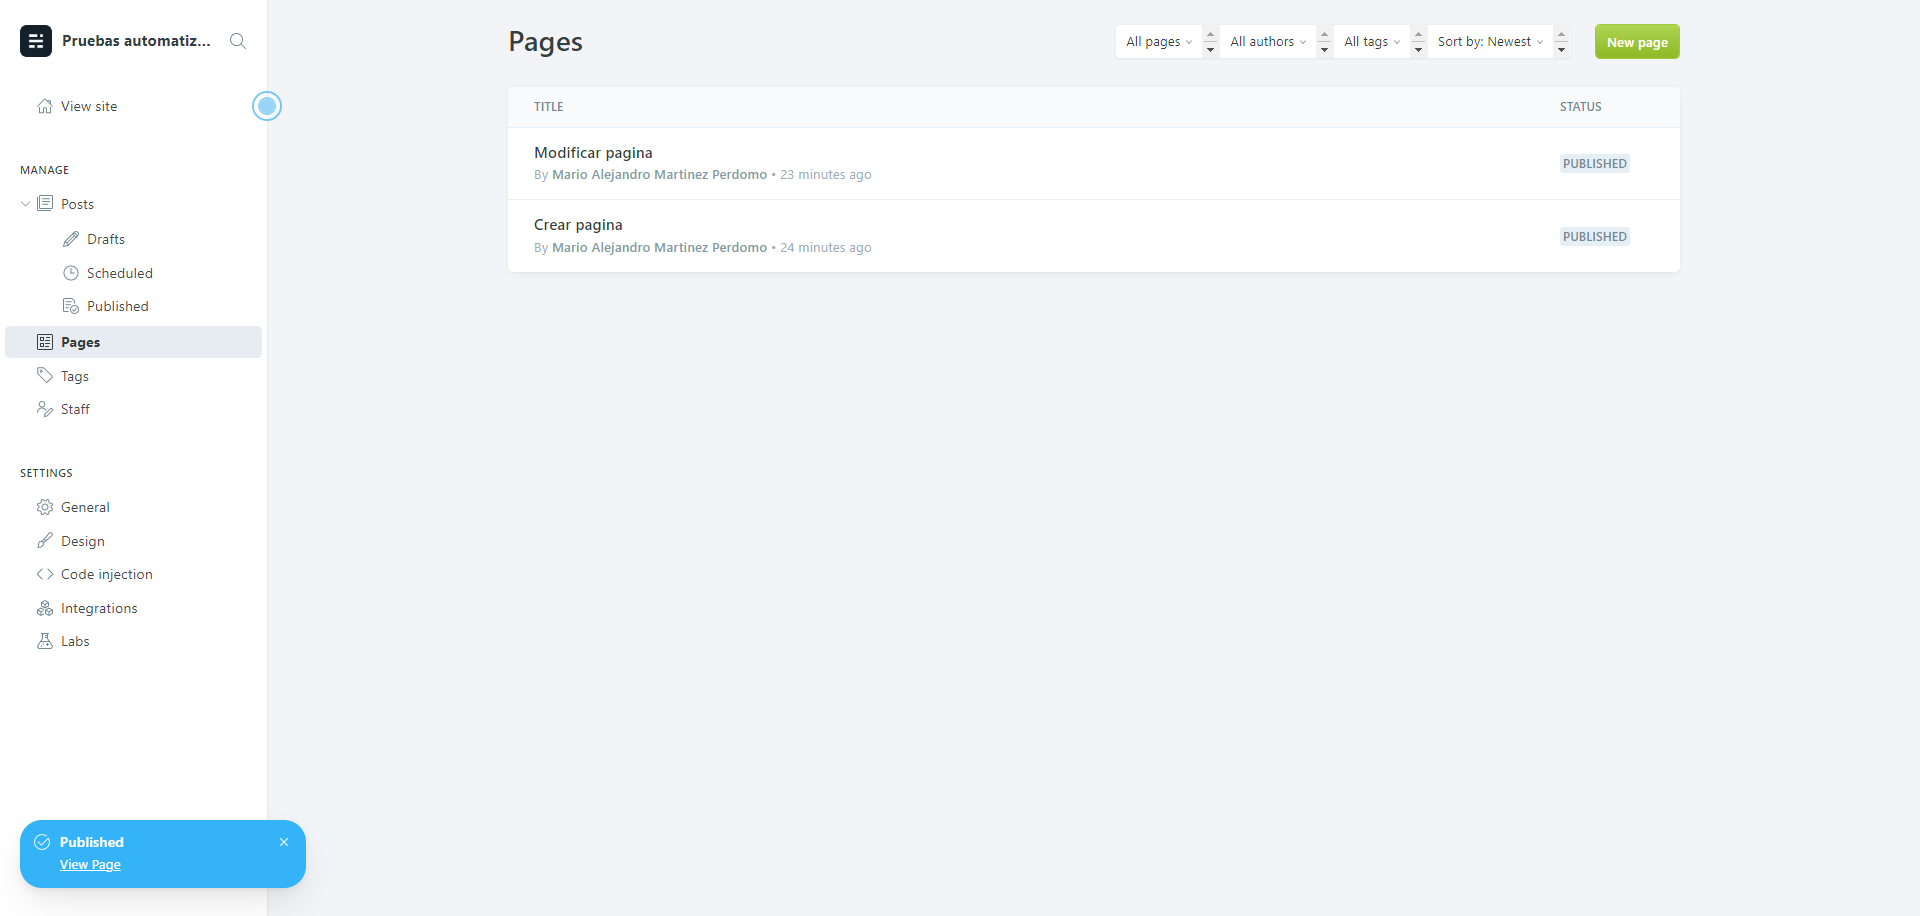 Pruebas automatiz...
View site
MANAGE
Posts
Drafts
Scheduled
Published
Pages
Tags
Staff
SETTINGS
General
Design
Code injection
Integrations
Labs
Published
View Page
Pages
All pages
All authors
All tags
Sort by: Newest
New page
TITLE STATUS
Modificar pagina
By Mario Alejandro Martinez Perdomo • 23 minutes ago
PUBLISHED
Crear pagina
By Mario Alejandro Martinez Perdomo • 24 minutes ago
PUBLISHED